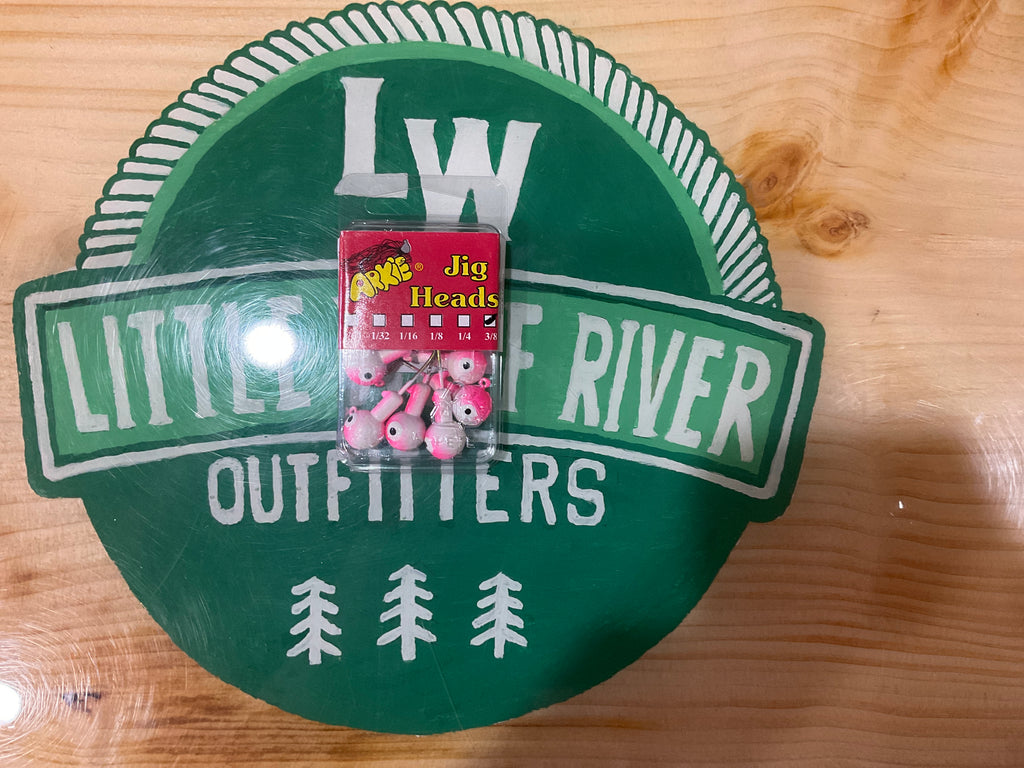 LW
ARKIE®
Jig
Heads
1/32 1/16 1/8 1/4 3/8
LITTLE RIVER
OUTFITTERS